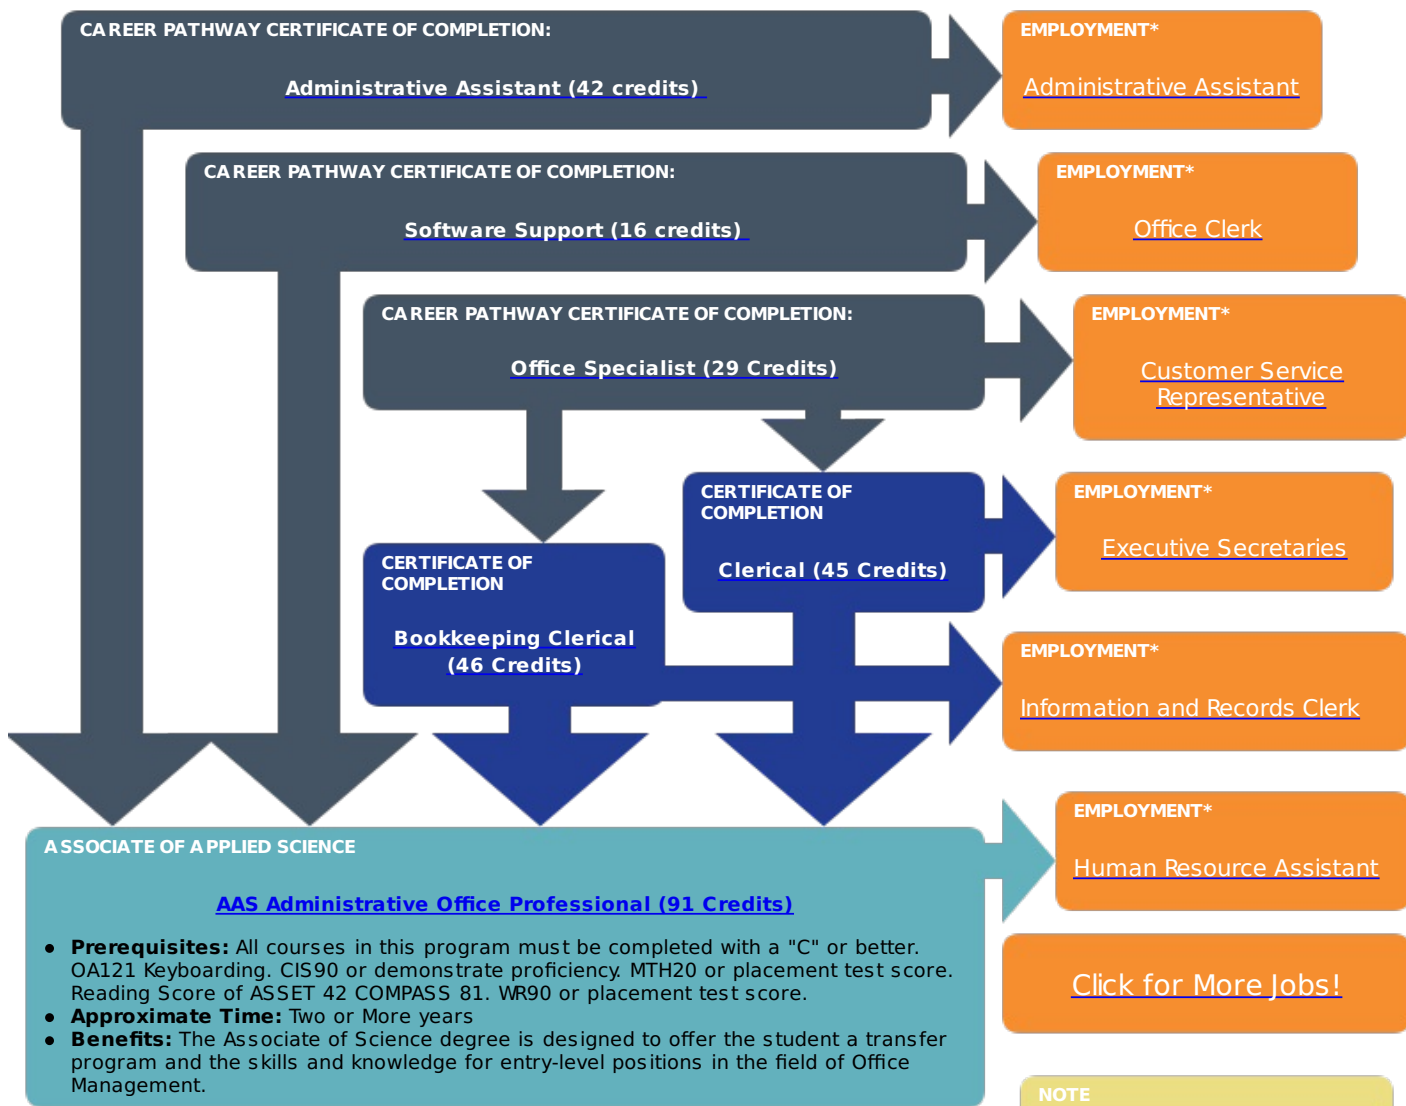 CAREER PATHWAY CERTIFICATE OF COMPLETION:
Administrative Assistant (42 credits)
EMPLOYMENT*
Administrative Assistant
CAREER PATHWAY CERTIFICATE OF COMPLETION:
Software Support (16 credits)
EMPLOYMENT*
Office Clerk
CAREER PATHWAY CERTIFICATE OF COMPLETION:
Office Specialist (29 Credits)
EMPLOYMENT*
Customer Service
Representative
CERTIFICATE OF
COMPLETION
Clerical (45 Credits)
EMPLOYMENT*
Executive Secretaries
CERTIFICATE OF
COMPLETION
Bookkeeping Clerical
(46 Credits)
EMPLOYMENT*
Information and Records Clerk
ASSOCIATE OF APPLIED SCIENCE
AAS Administrative Office Professional (91 Credits)
● Prerequisites: All courses in this program must be completed with a "C" or better.
OA121 Keyboarding. CIS90 or demonstrate proficiency. MTH20 or placement test score.
Reading Score of ASSET 42 COMPASS 81. WR90 or placement test score.
● Approximate Time: Two or More years
● Benefits: The Associate of Science degree is designed to offer the student a transfer
program and the skills and knowledge for entry-level positions in the field of Office
Management.
EMPLOYMENT*
Human Resource Assistant
Click for More Jobs!
NOTE